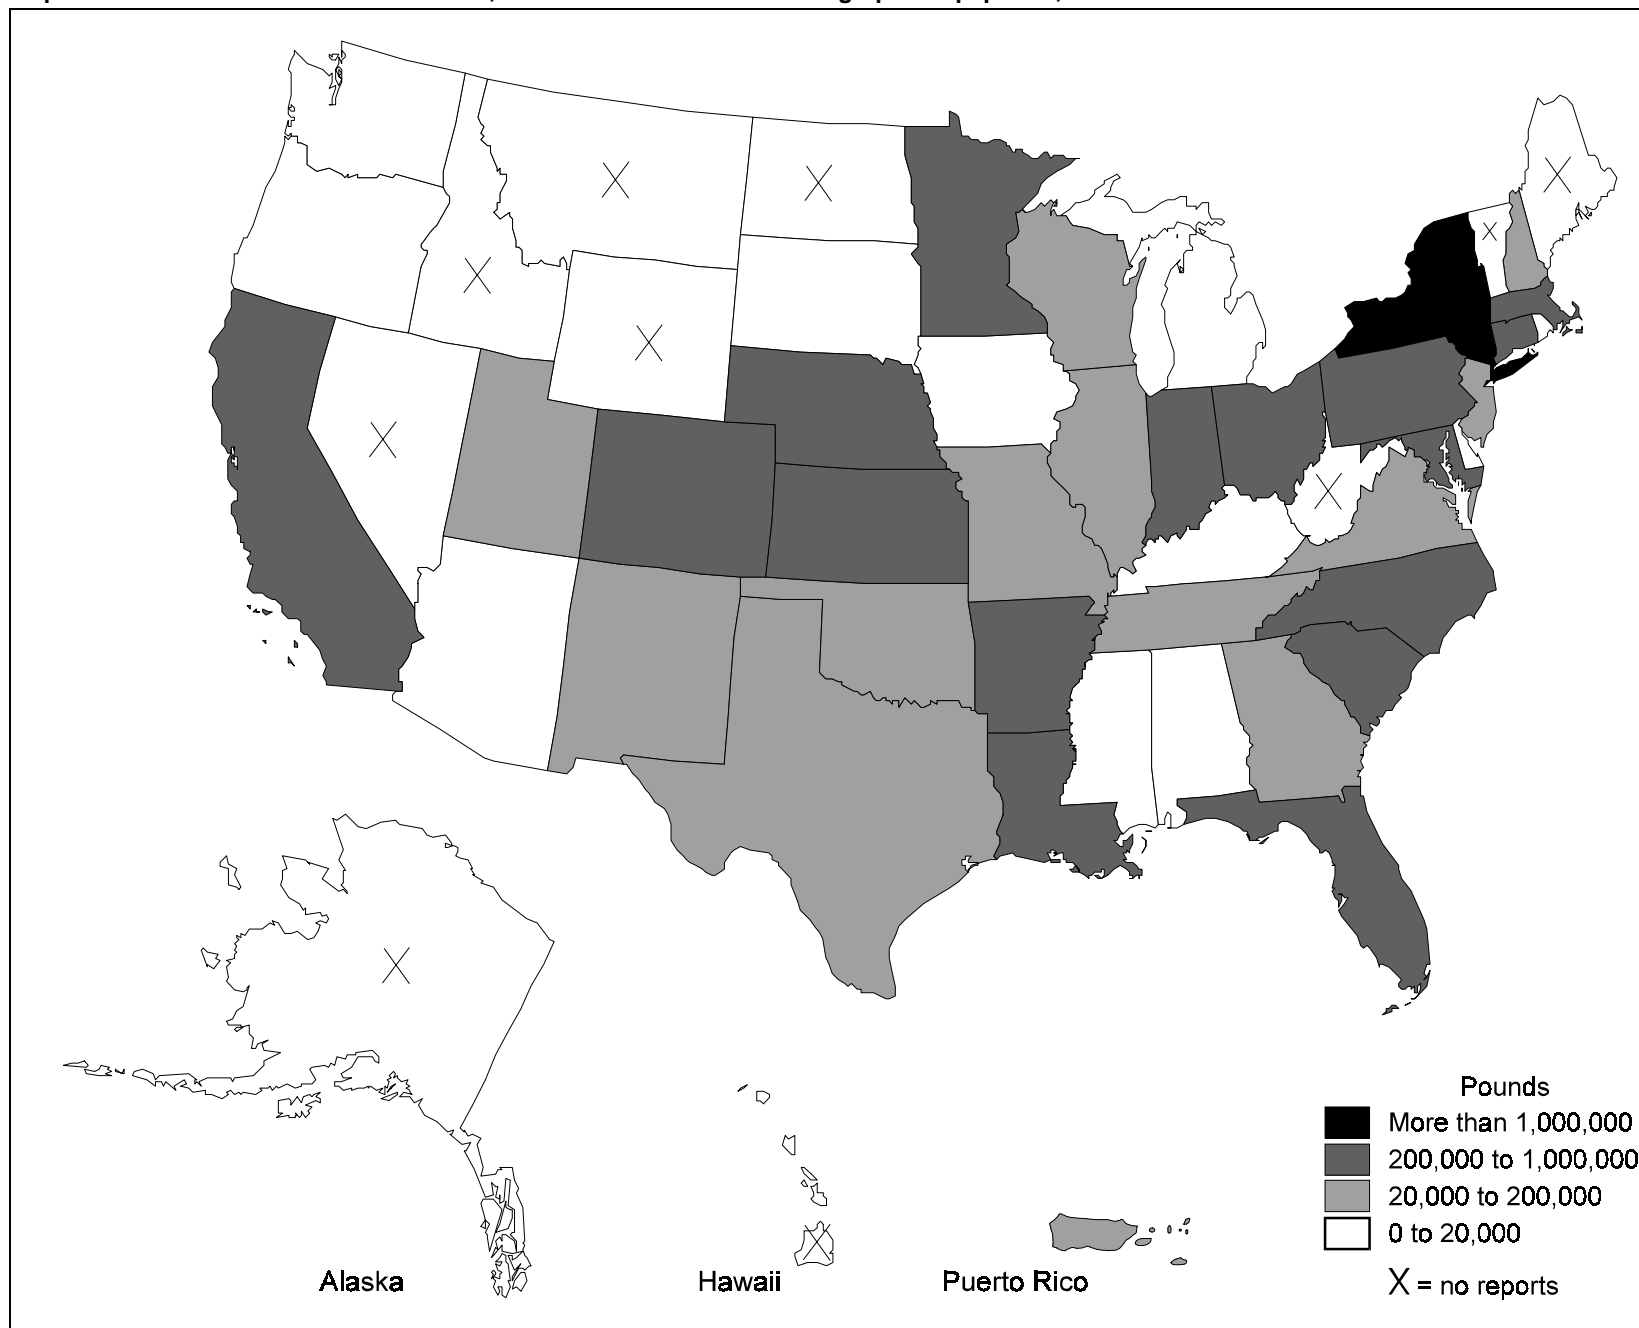 X
X
X
X
X
X
X
X
X
X
Pounds
More than 1,000,000
200,000 to 1,000,000
20,000 to 200,000
0 to 20,000
Alaska
Hawaii
Puerto Rico
X = no reports